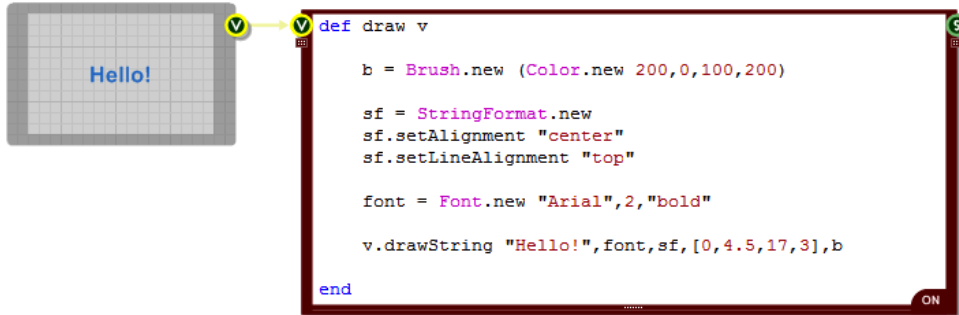 Hello!
V
V
def draw v
b = Brush.new (Color.new 200,0,100,200)
sf = StringFormat.new
sf.setAlignment "center"
sf.setLineAlignment "top"
font = Font.new "Arial",2,"bold"
v.drawString "Hello!",font,sf,[0,4.5,17,3],b
end
ON